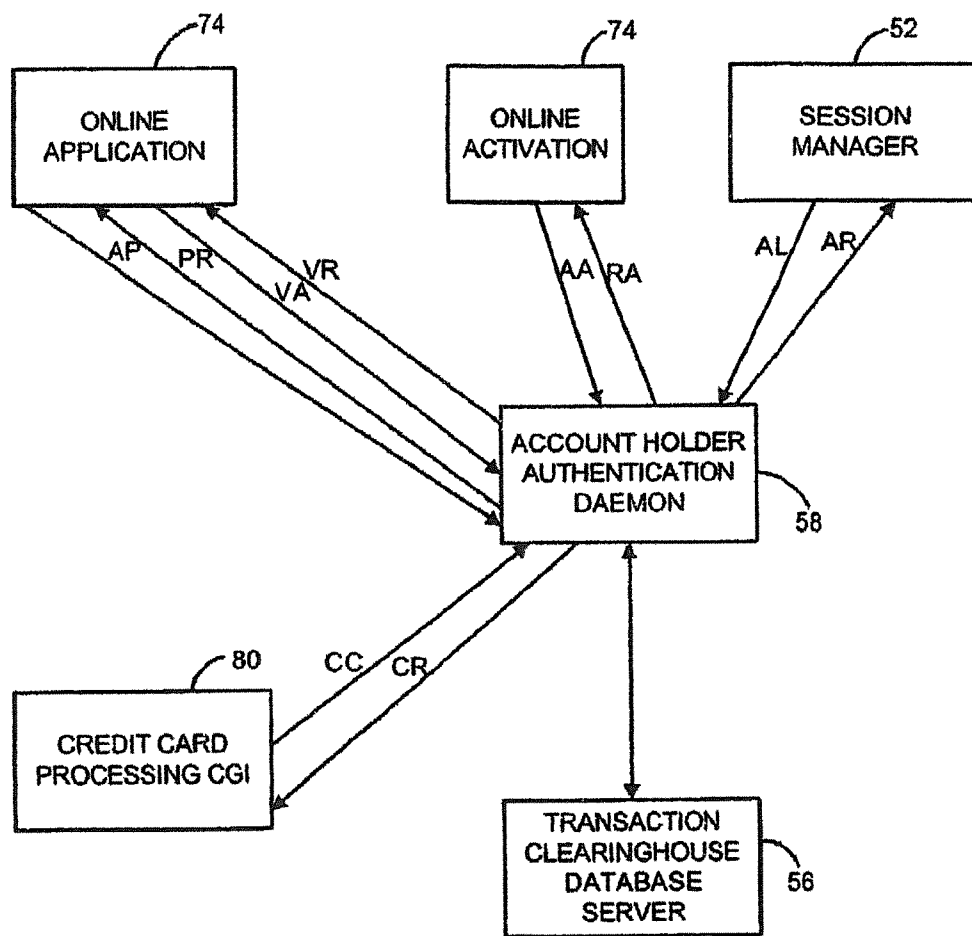 74
74
52
ONLINE
APPLICATION
ONLINE
ACTIVATION
SESSION
MANAGER
AP
PR
VA
VR
AA
RA
AL
AR
ACCOUNT HOLDER
AUTHENTICATION
DAEMON
58
CC
CR
80
CREDIT CARD
PROCESSING CGI
TRANSACTION
CLEARINGHOUSE
DATABASE
SERVER
56